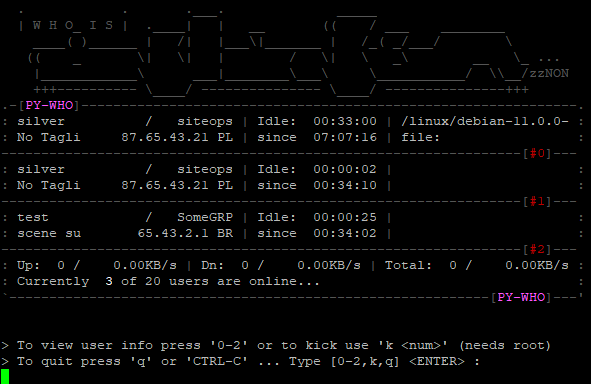 WHO_IS
zzNON
[PY-WHO]
silver / siteops | Idle: 00:33:00 | /linux/debian-11.0.0-
No Tagli 87.65.43.21 PL | since 07:07:16 | file:
[#0]
silver / siteops | Idle: 00:00:02 |
No Tagli 87.65.43.21 PL | since 00:34:10 |
[#1]
test / SomeGRP | Idle: 00:00:25 |
scene su 65.43.2.1 BR | since 00:34:02 |
[#2]
Up: 0 / 0.00KB/s | Dn: 0 / 0.00KB/s | Total: 0 / 0.00KB/s
Currently 3 of 20 users are online...
[PY-WHO]
> To view user info press '0-2' or to kick use 'k <num>' (needs root)
> To quit press 'q' or 'CTRL-C' ... Type [0-2,k,q] <ENTER> :